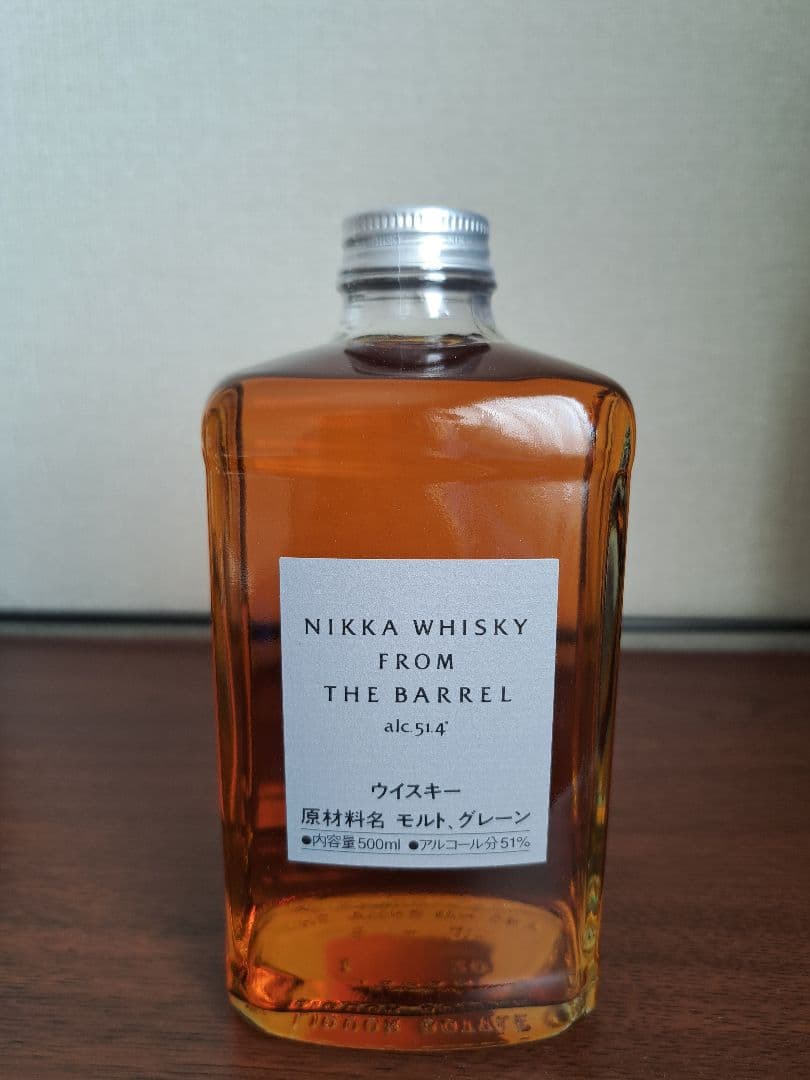 NIKKA WHISKY
FROM
THE BARREL
alc.51.4°
ウイスキー
原材料名 モルト、グレーン
●内容量500ml ●アルコール分51%